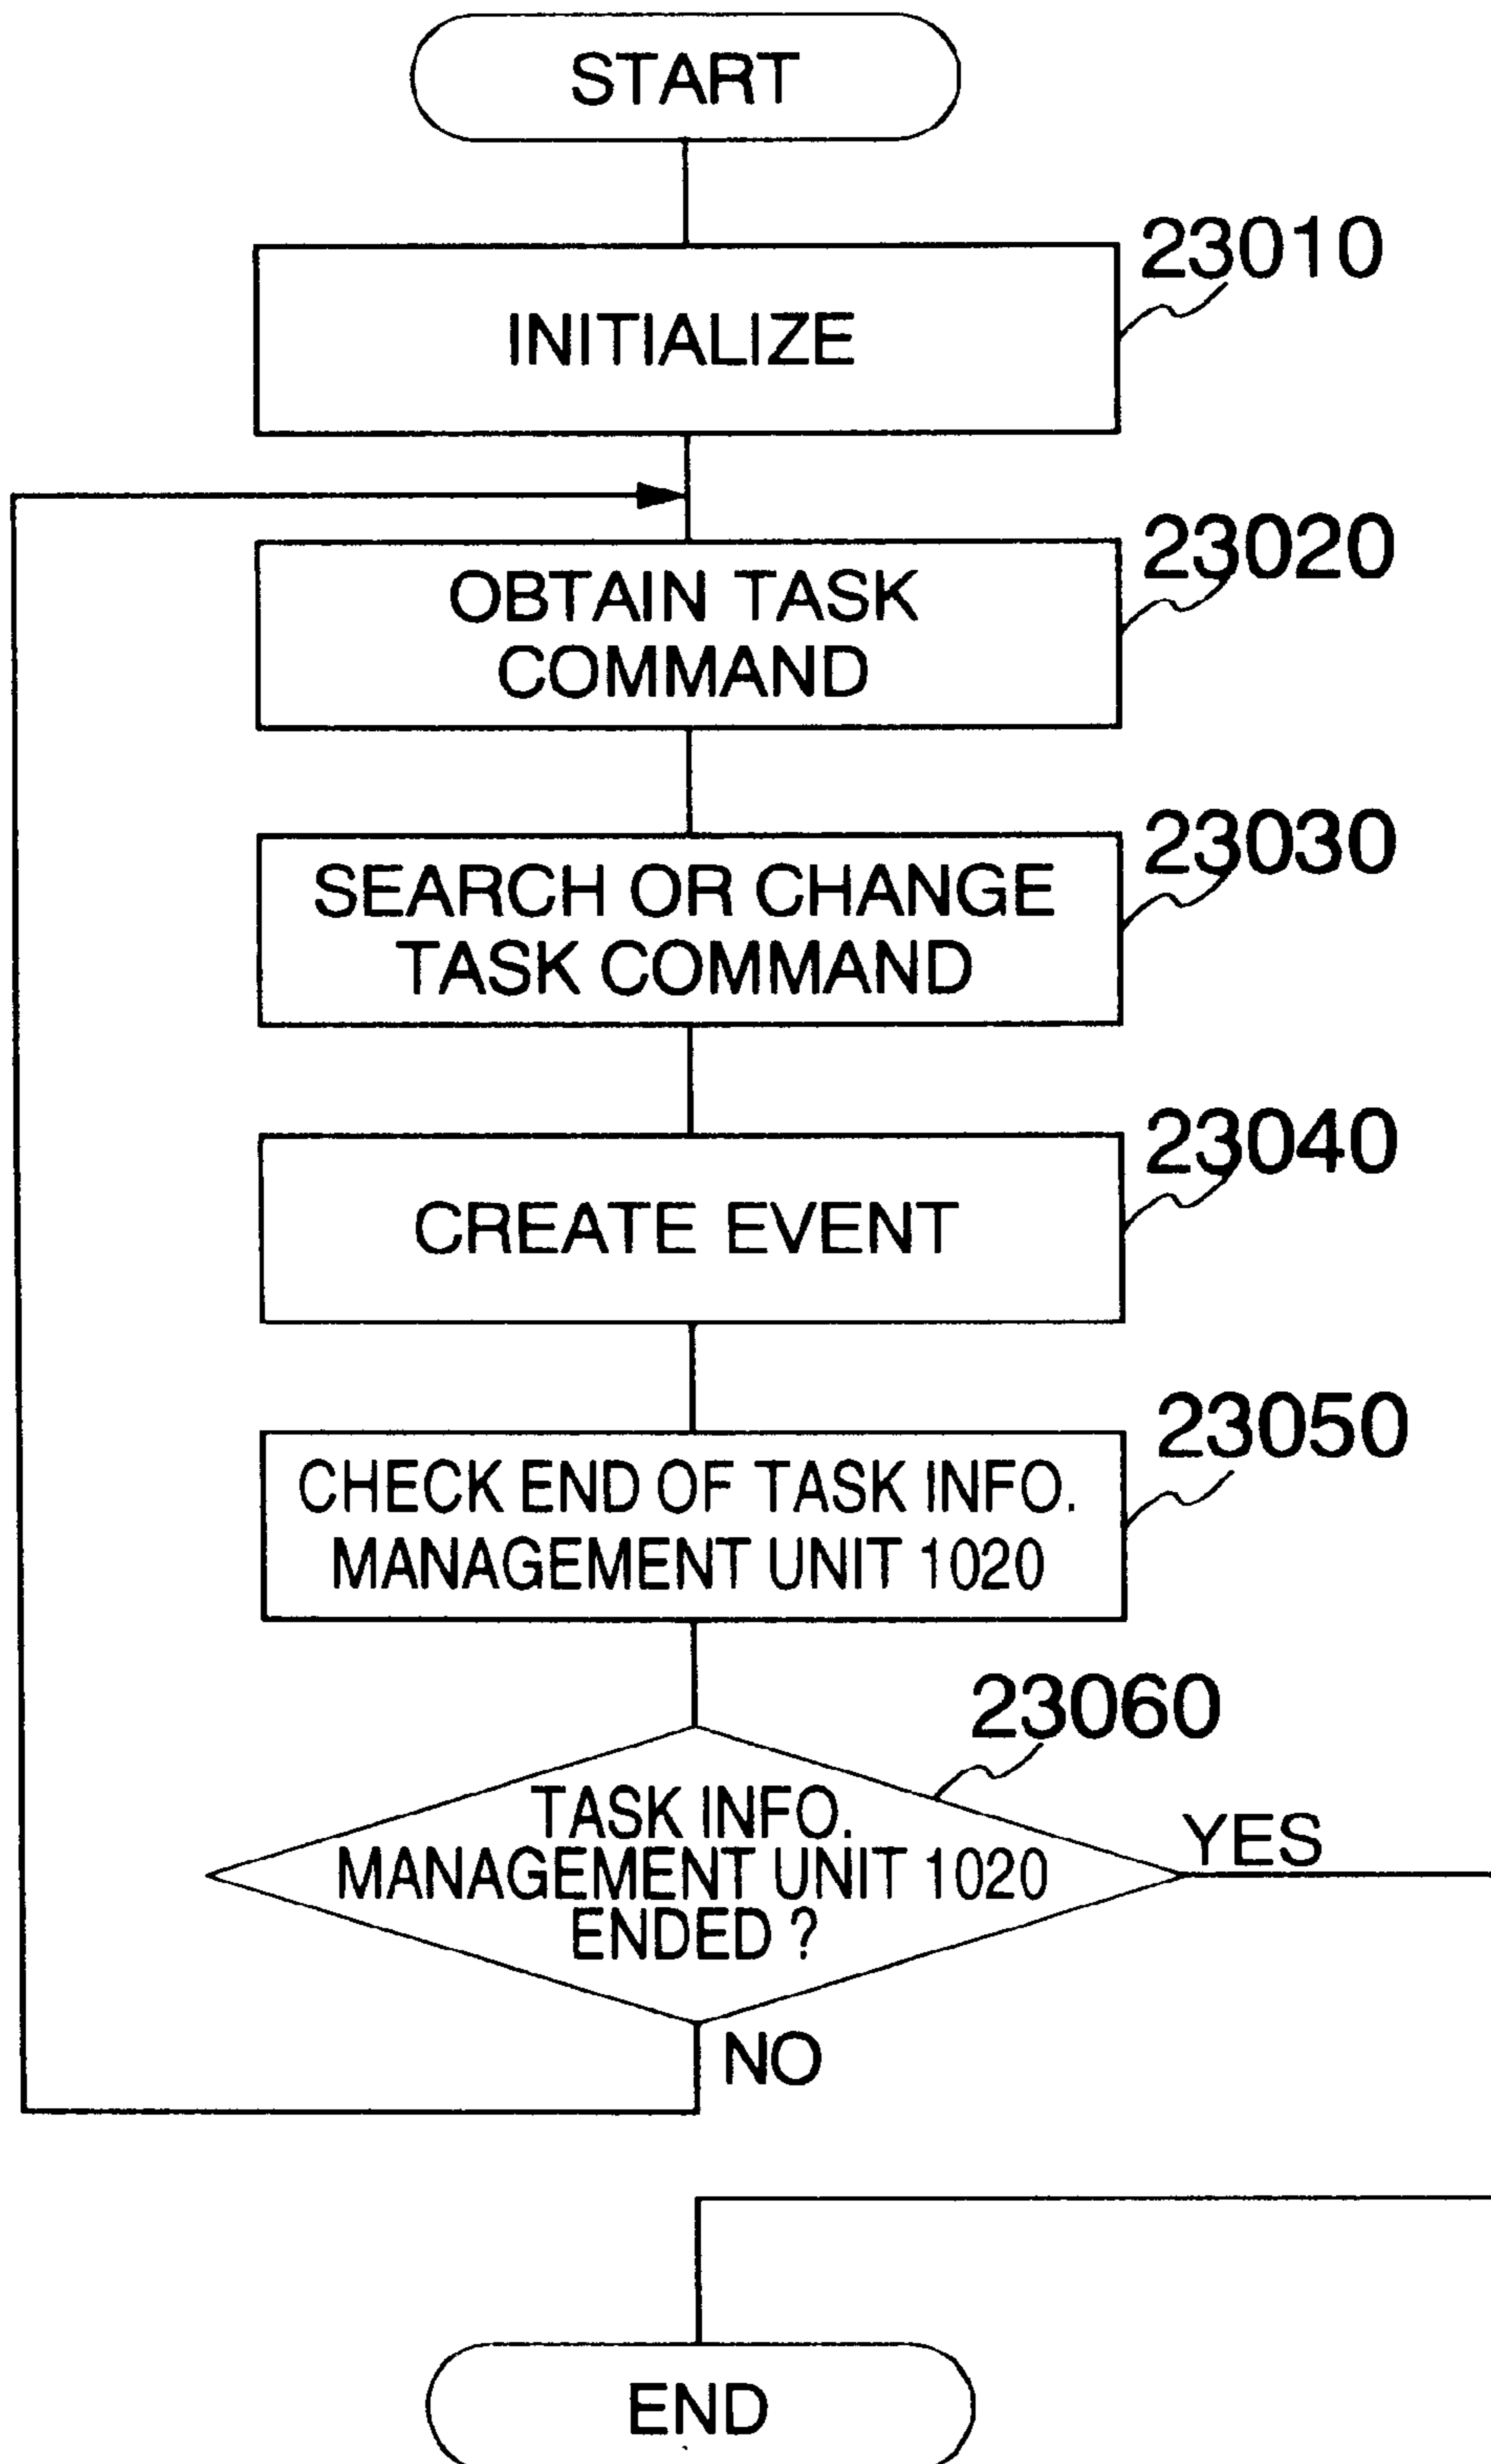 START
23010
INITIALIZE
23020
OBTAIN TASK
COMMAND
23030
SEARCH OR CHANGE
TASK COMMAND
23040
CREATE EVENT
23050
CHECK END OF TASK INFO.
MANAGEMENT UNIT 1020
23060
TASK INFO.
MANAGEMENT UNIT 1020
ENDED ?
YES
NO
END